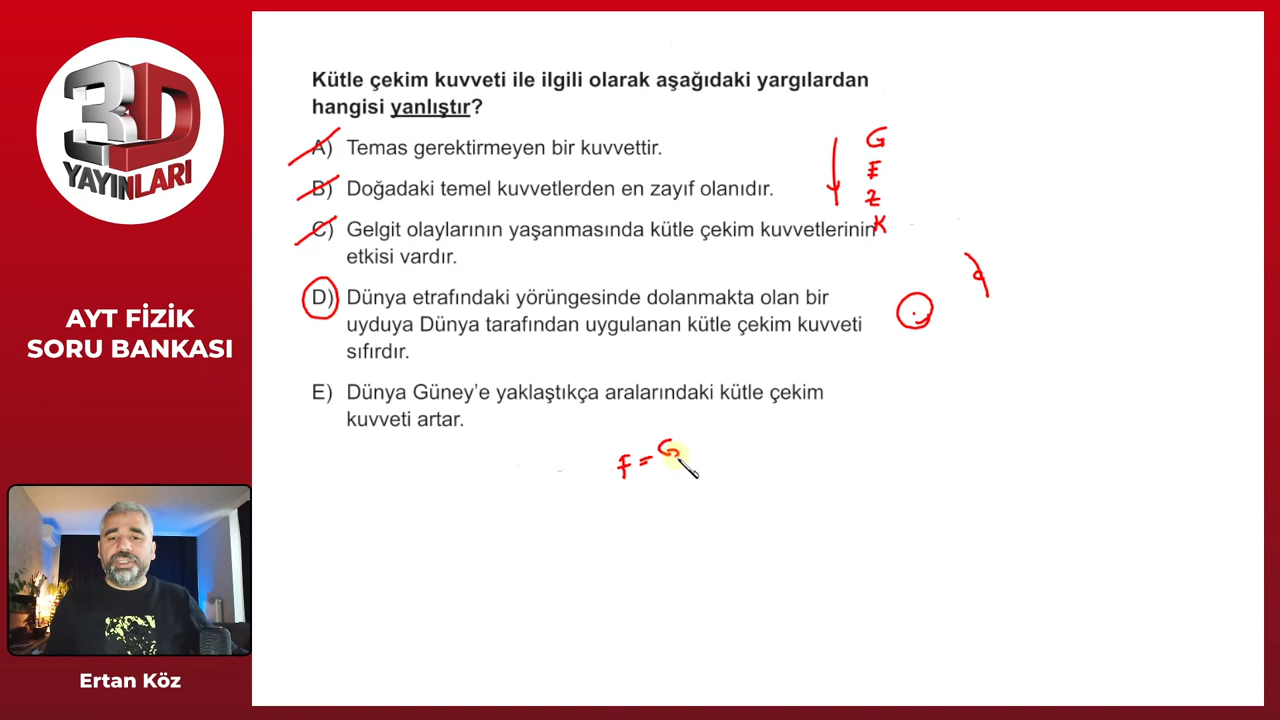 3D
YAYINLARI
AYT FİZİK
SORU BANKASI
Ertan Köz
Kütle çekim kuvveti ile ilgili olarak aşağıdaki yargılardan
hangisi yanlıştır?
A) Temas gerektirmeyen bir kuvvettir.
B) Doğadaki temel kuvvetlerden en zayıf olanıdır.
C) Gelgit olaylarının yaşanmasında kütle çekim kuvvetlerinin
etkisi vardır.
D) Dünya etrafındaki yörüngesinde dolanmakta olan bir
uyduya Dünya tarafından uygulanan kütle çekim kuvveti
sıfırdır.
E) Dünya Güney’e yaklaştıkça aralarındaki kütle çekim
kuvveti artar.
G
E
Z
K
F = G